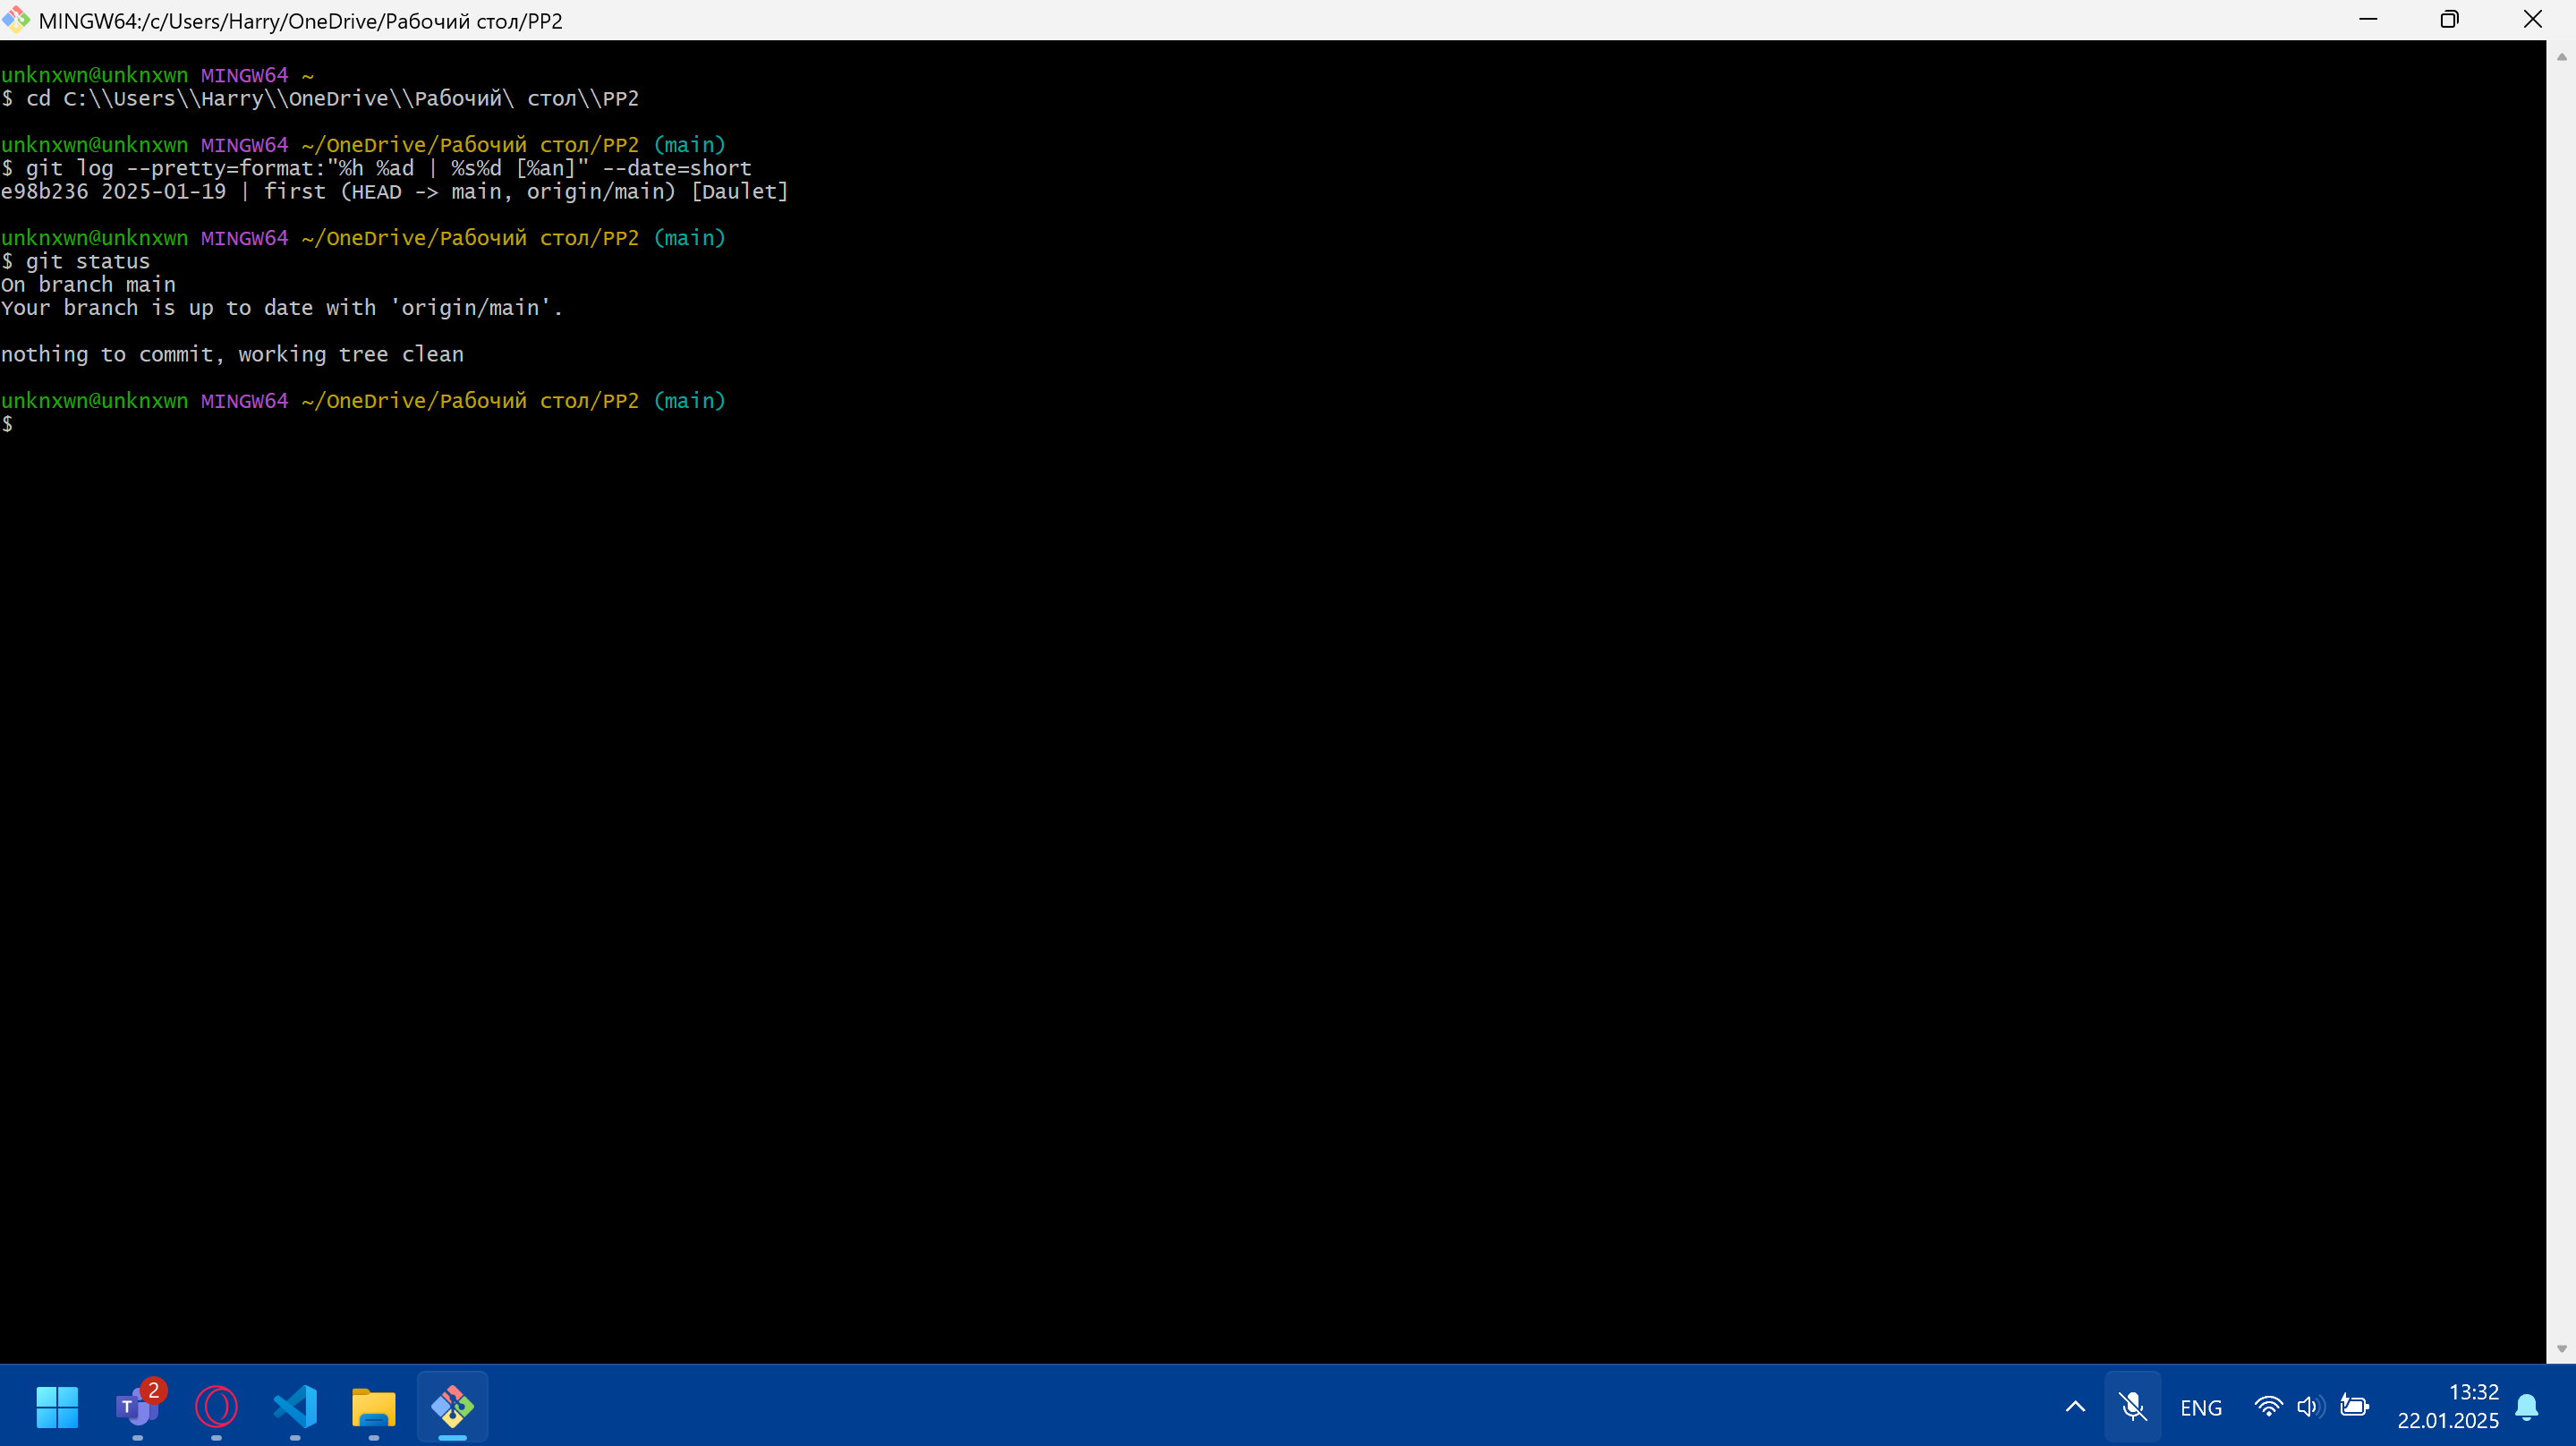 MINGW64:/c/Users/Harry/OneDrive/Рабочий стол/PP2
unknxwn@unknxwn MINGW64 ~
$ cd C:\\Users\\Harry\\OneDrive\\Рабочий\ стол\\PP2
unknxwn@unknxwn MINGW64 ~/OneDrive/Рабочий стол/PP2 (main)
$ git log --pretty=format:"%h %ad | %s%d [%an]" --date=short
e98b236 2025-01-19 | first (HEAD -> main, origin/main) [Daulet]
unknxwn@unknxwn MINGW64 ~/OneDrive/Рабочий стол/PP2 (main)
$ git status
On branch main
Your branch is up to date with 'origin/main'.
nothing to commit, working tree clean
unknxwn@unknxwn MINGW64 ~/OneDrive/Рабочий стол/PP2 (main)
$
T 2
ENG
13:32
22.01.2025